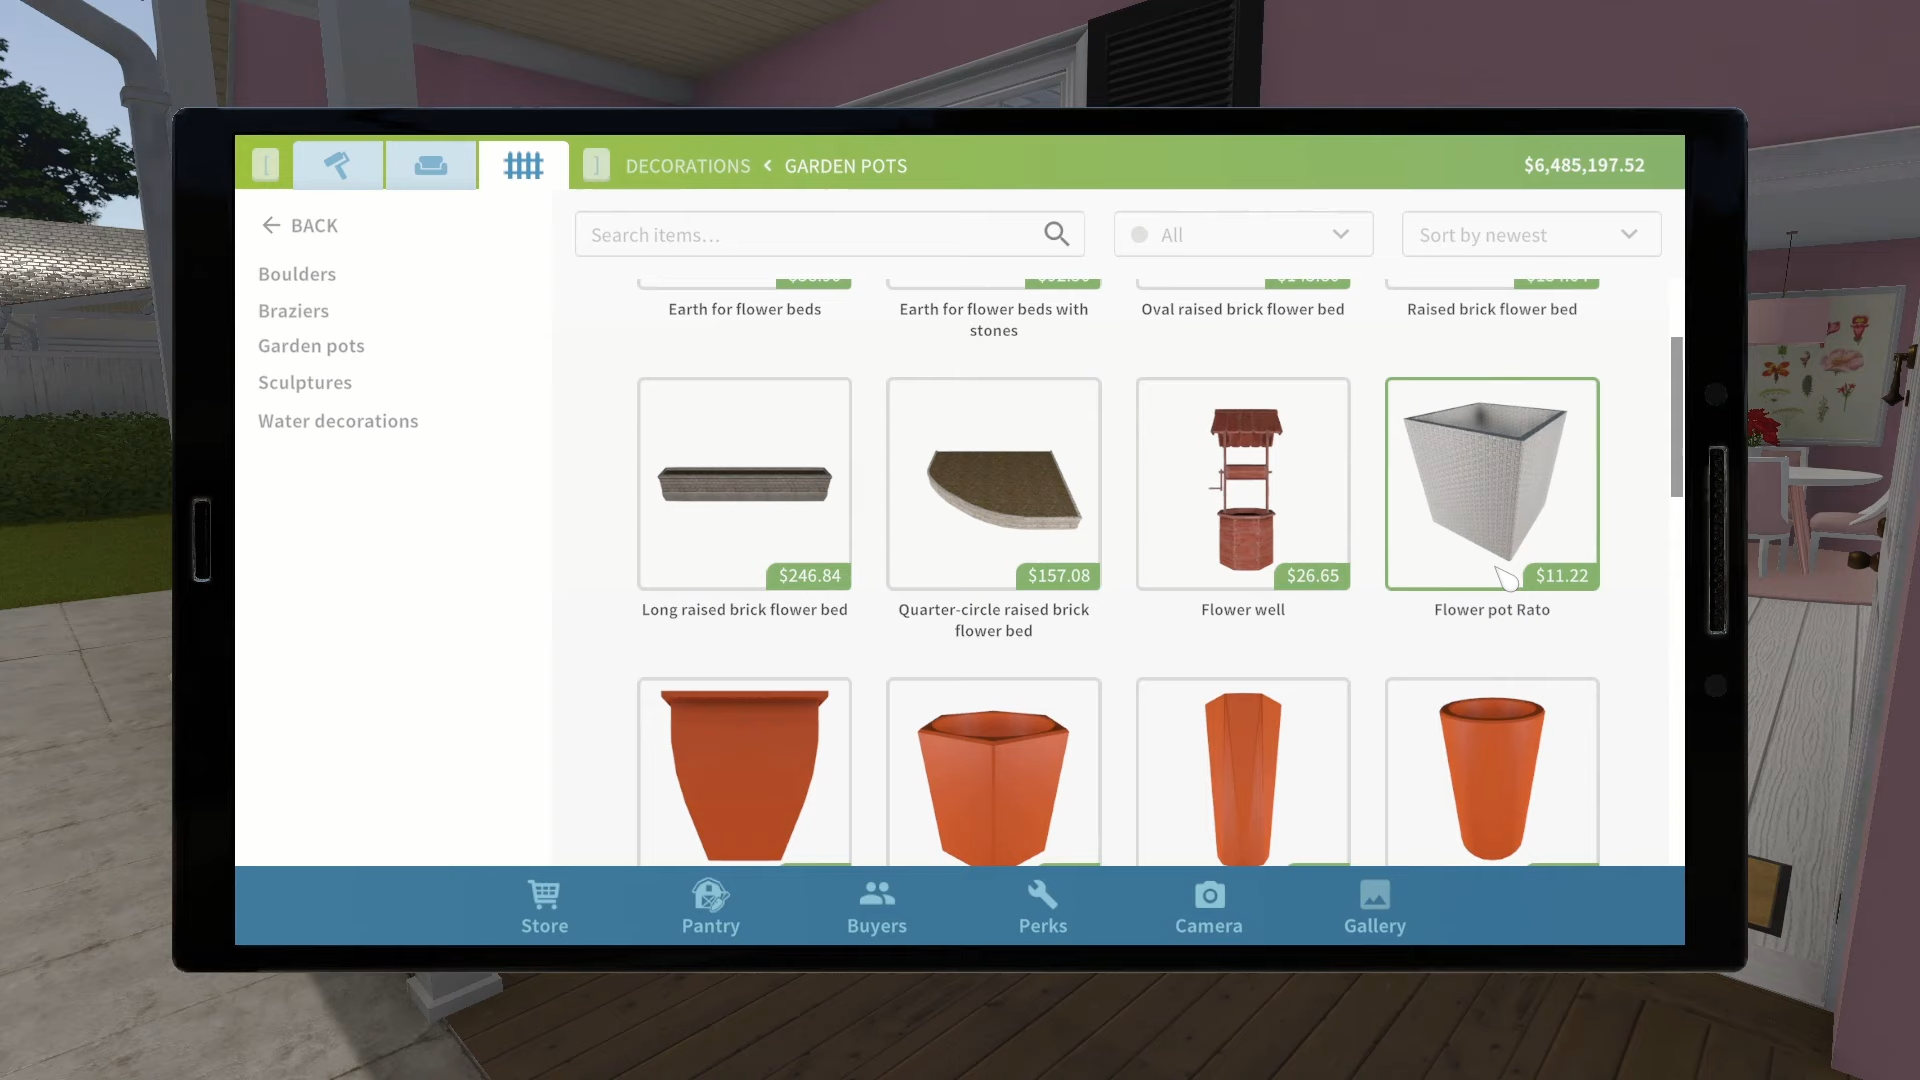 [
]
DECORATIONS < GARDEN POTS
$6,485,197.52
BACK
Boulders
Braziers
Garden pots
Sculptures
Water decorations
Search items...
All
Sort by newest
Earth for flower beds
Earth for flower beds with
stones
Oval raised brick flower bed
Raised brick flower bed
$246.84
Long raised brick flower bed
$157.08
Quarter-circle raised brick
flower bed
$26.65
Flower well
$11.22
Flower pot Rato
Store
Pantry
Buyers
Perks
Camera
Gallery